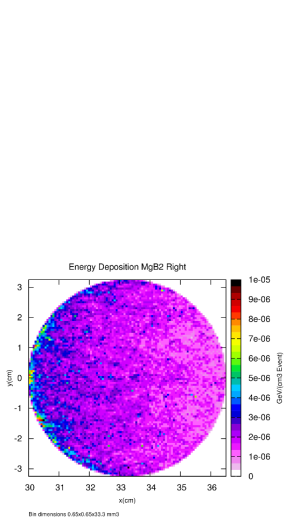 Energy Deposition MgB2 Right
3
2
1
0
-1
-2
-3
y(cm)
30 31 32 33 34 35 36
x(cm)
1e-05
9e-06
8e-06
7e-06
6e-06
5e-06
4e-06
3e-06
2e-06
1e-06
0
GeV/(cm3 Event)
Bin dimensions 0.65x0.65x33.3 mm3